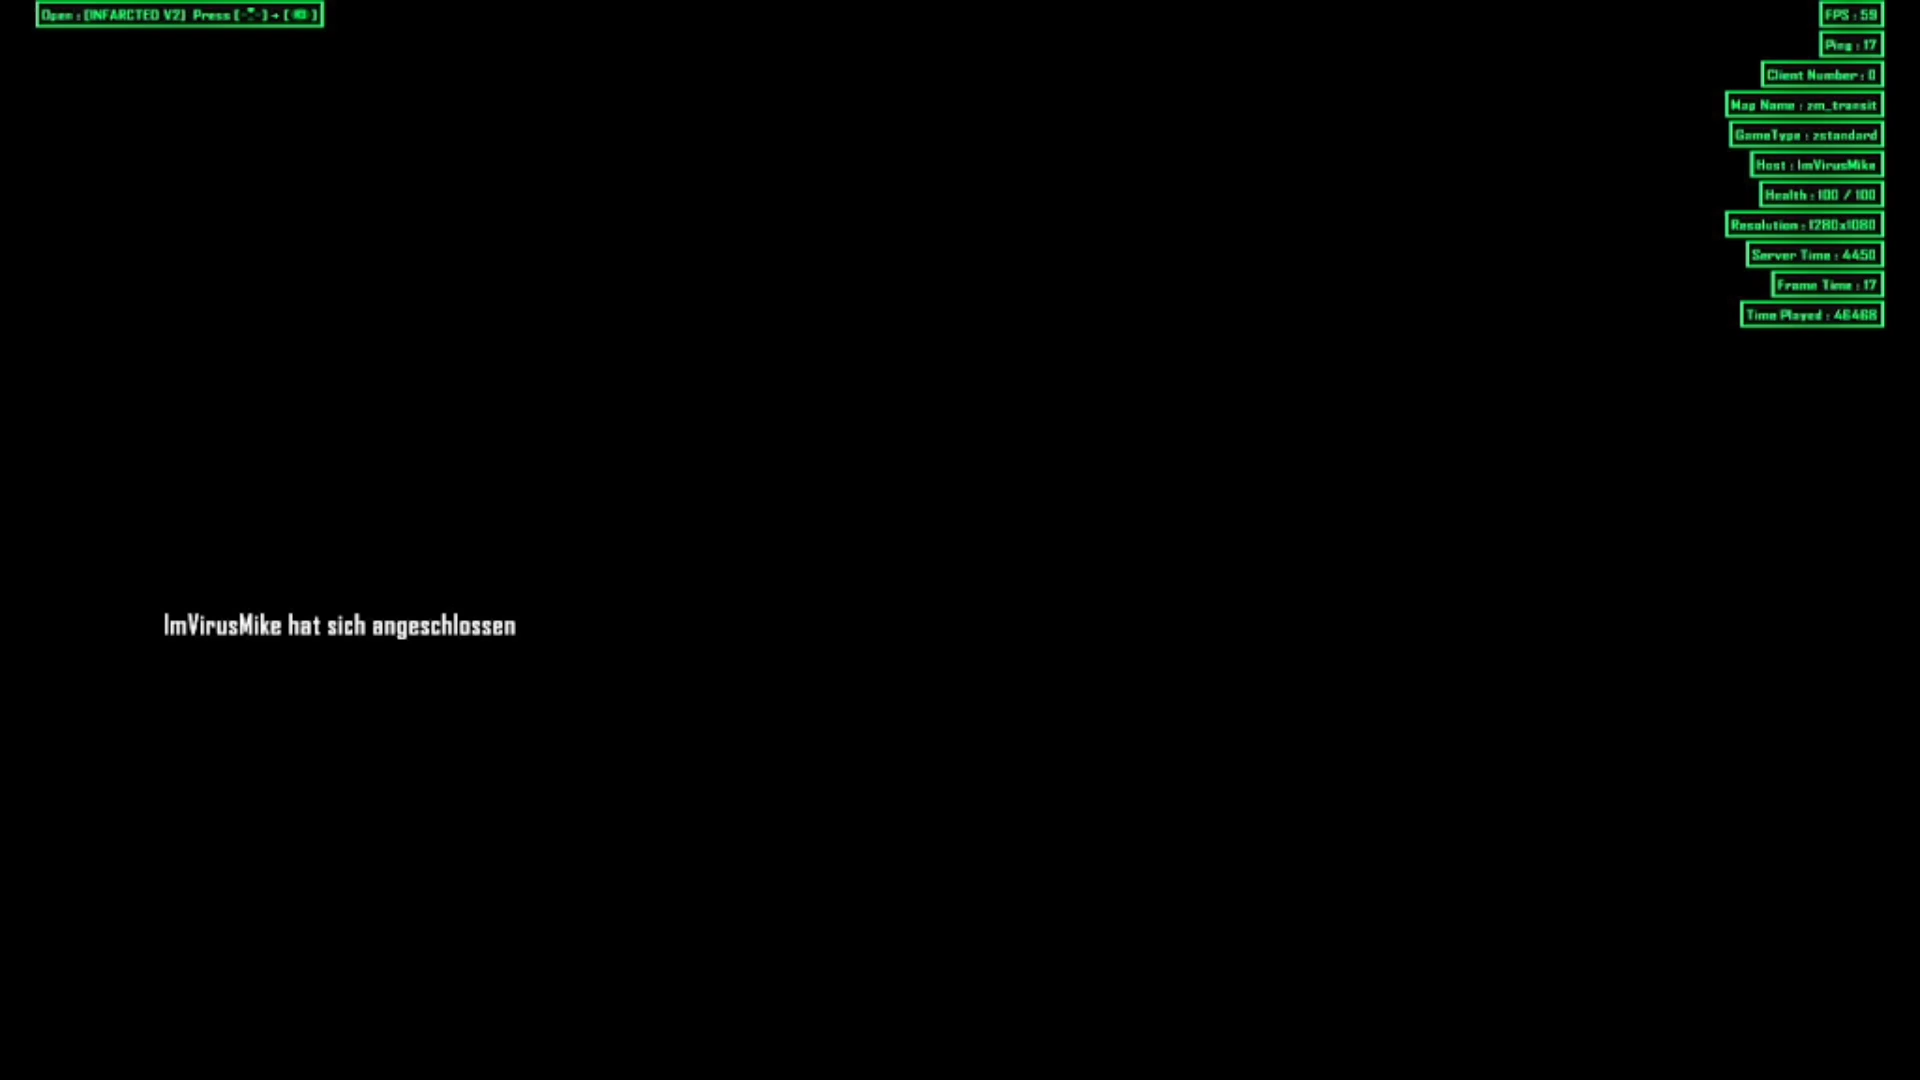 Open : [INFARCTED V2] Press [ ] + [ ]
FPS : 59
Ping : 17
Client Number : 0
Map Name : zm_transit
GameType : zstandard
Host : ImVirusMike
Health : 100 / 100
Resolution : 1280x1080
Server Time : 4450
Frame Time : 17
Time Played : 46468
ImVirusMike hat sich angeschlossen